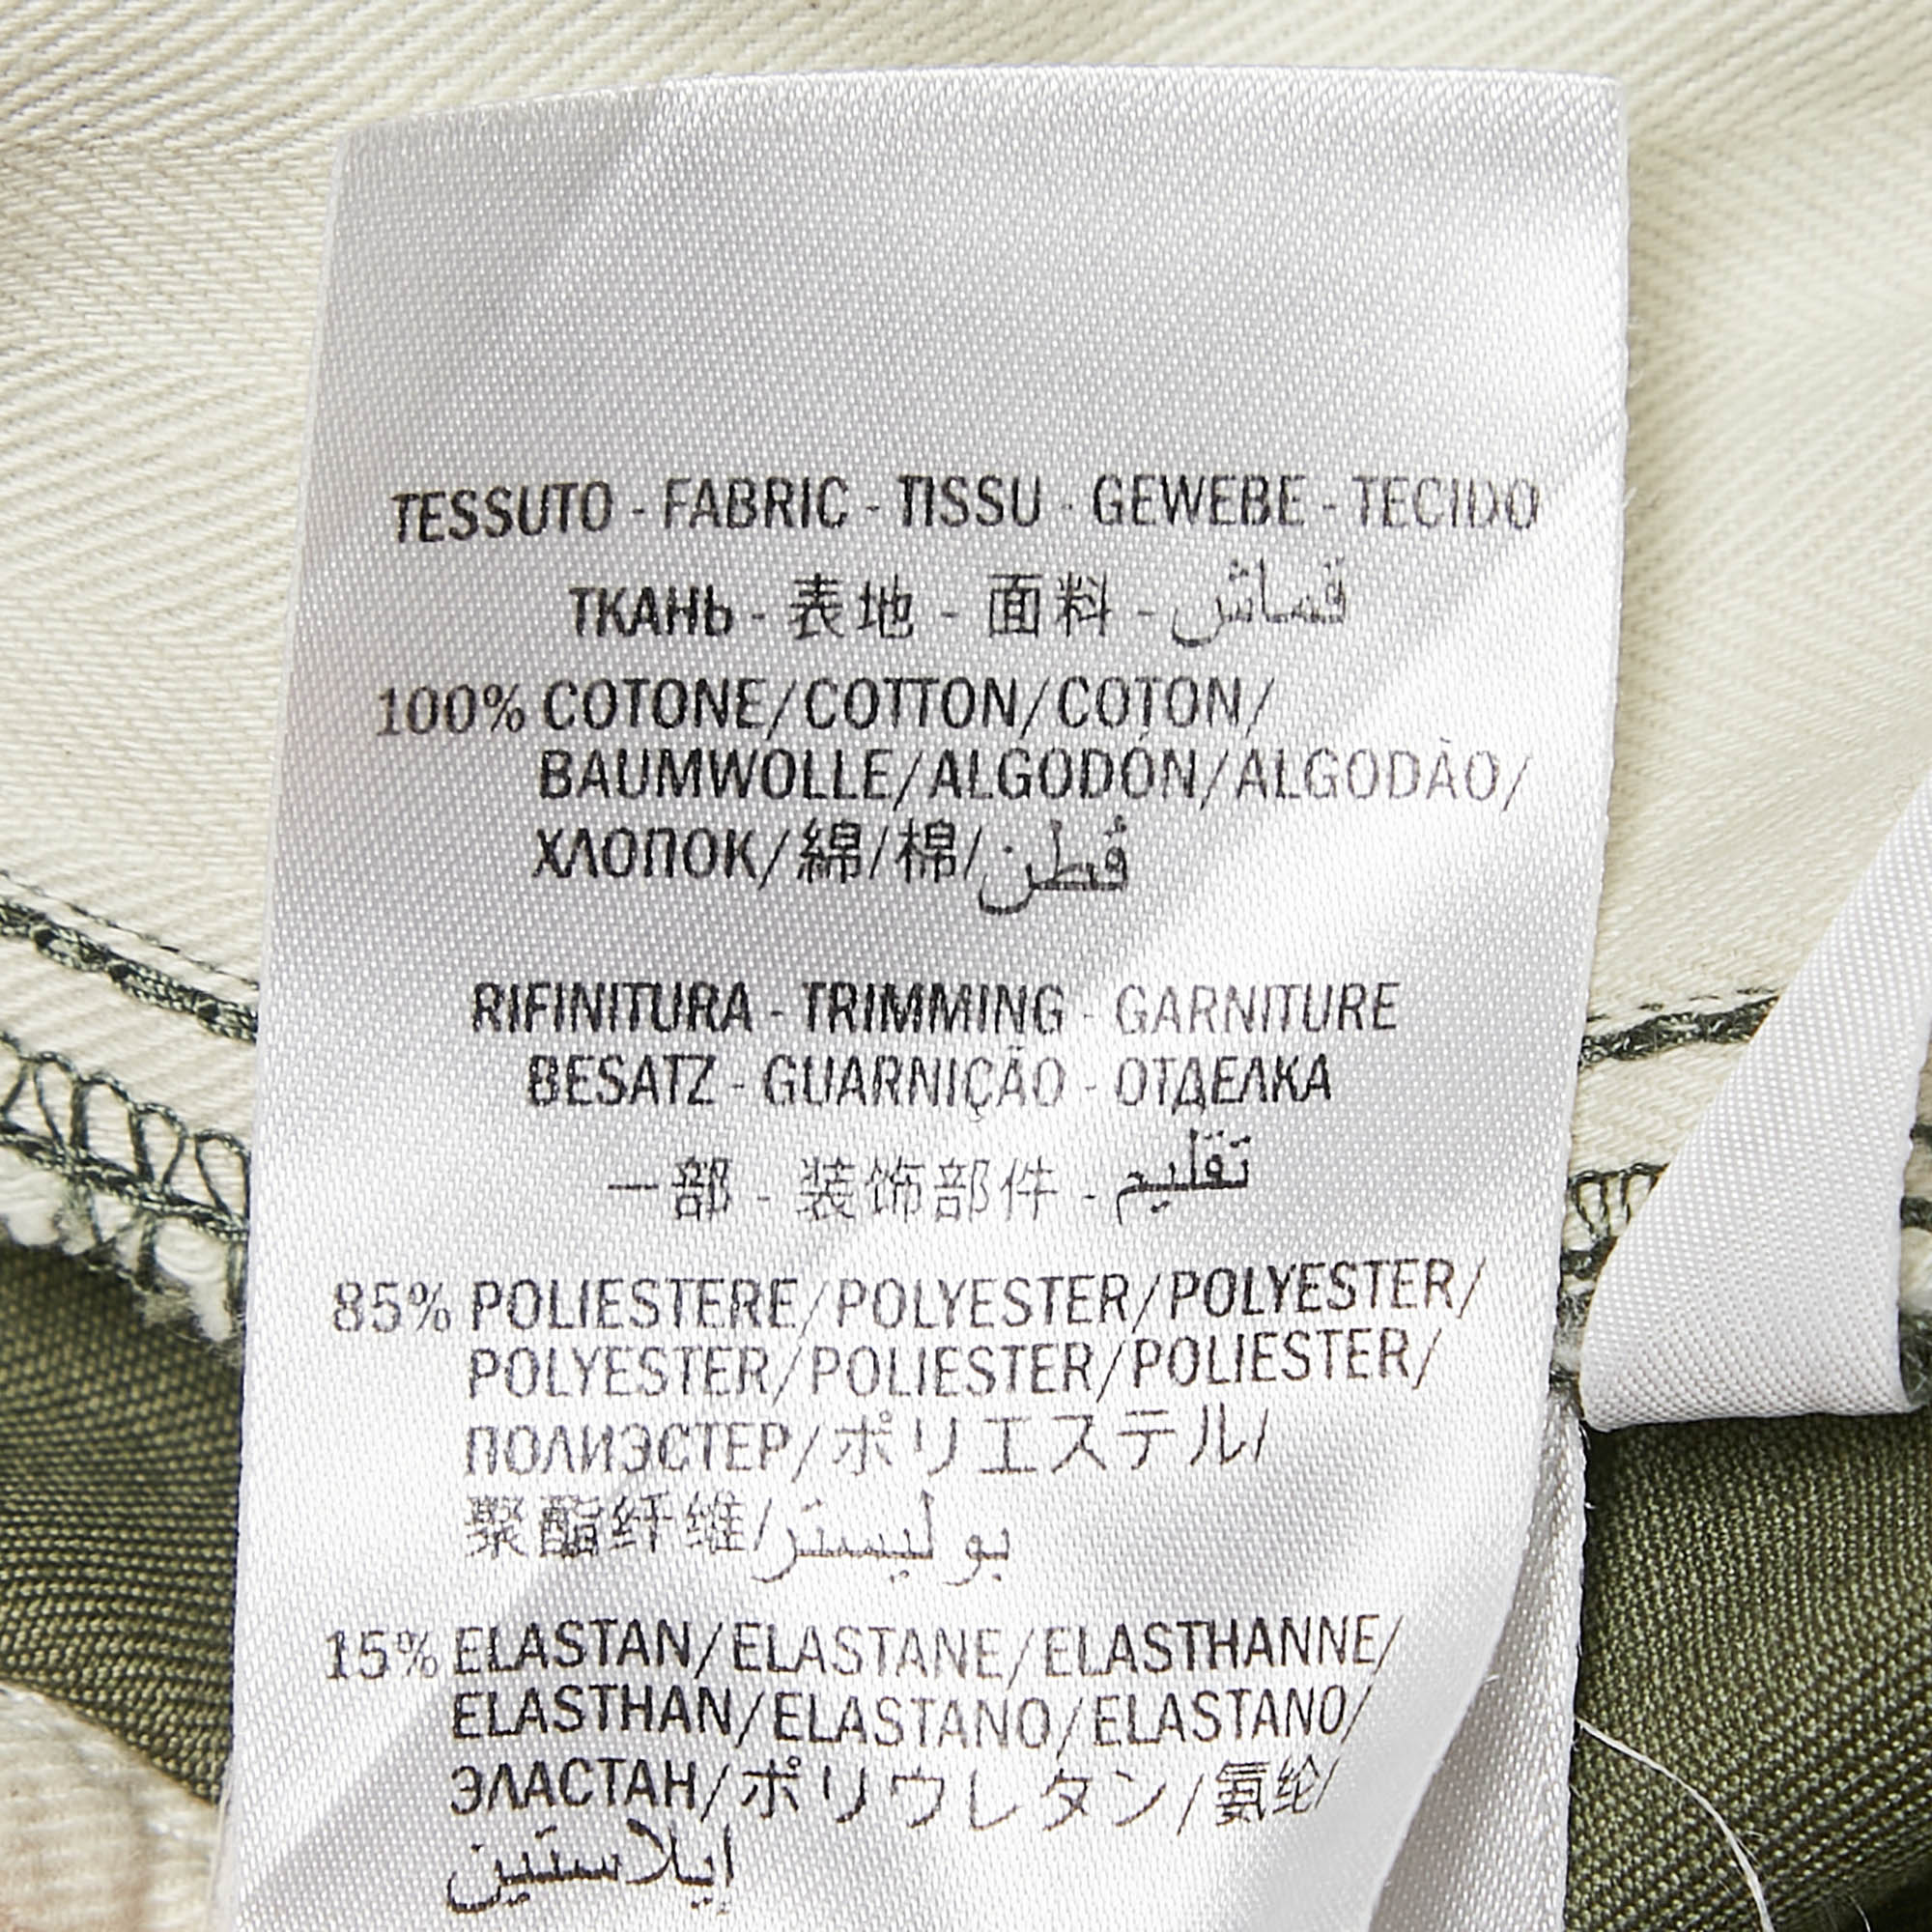 TESSUTO - FABRIC - TISSU - GEWEBE - TECIDO
ТКАНЬ - 表地 - 面料 - قماش
100% COTONE/COTTON/COTON/
BAUMWOLLE/ALGODÓN/ALGODÃO/
ХЛОПОК/綿/棉/قطن
RIFINITURA - TRIMMING - GARNITURE
BESATZ - GUARNIÇÃO - ОТДЕЛКА
一部 - 装饰部件 - تقليم
85% POLIESTERE/POLYESTER/POLYESTER/
POLYESTER/POLIESTER/POLIESTER/
ПОЛИЭСТЕР/ポリエステル/
聚酯纤维/بوليستر
15% ELASTAN/ELASTANE/ELASTHANNE/
ELASTHAN/ELASTANO/ELASTANO/
ЭЛАСТАН/ポリウレタン/氨纶/
إيلاستين